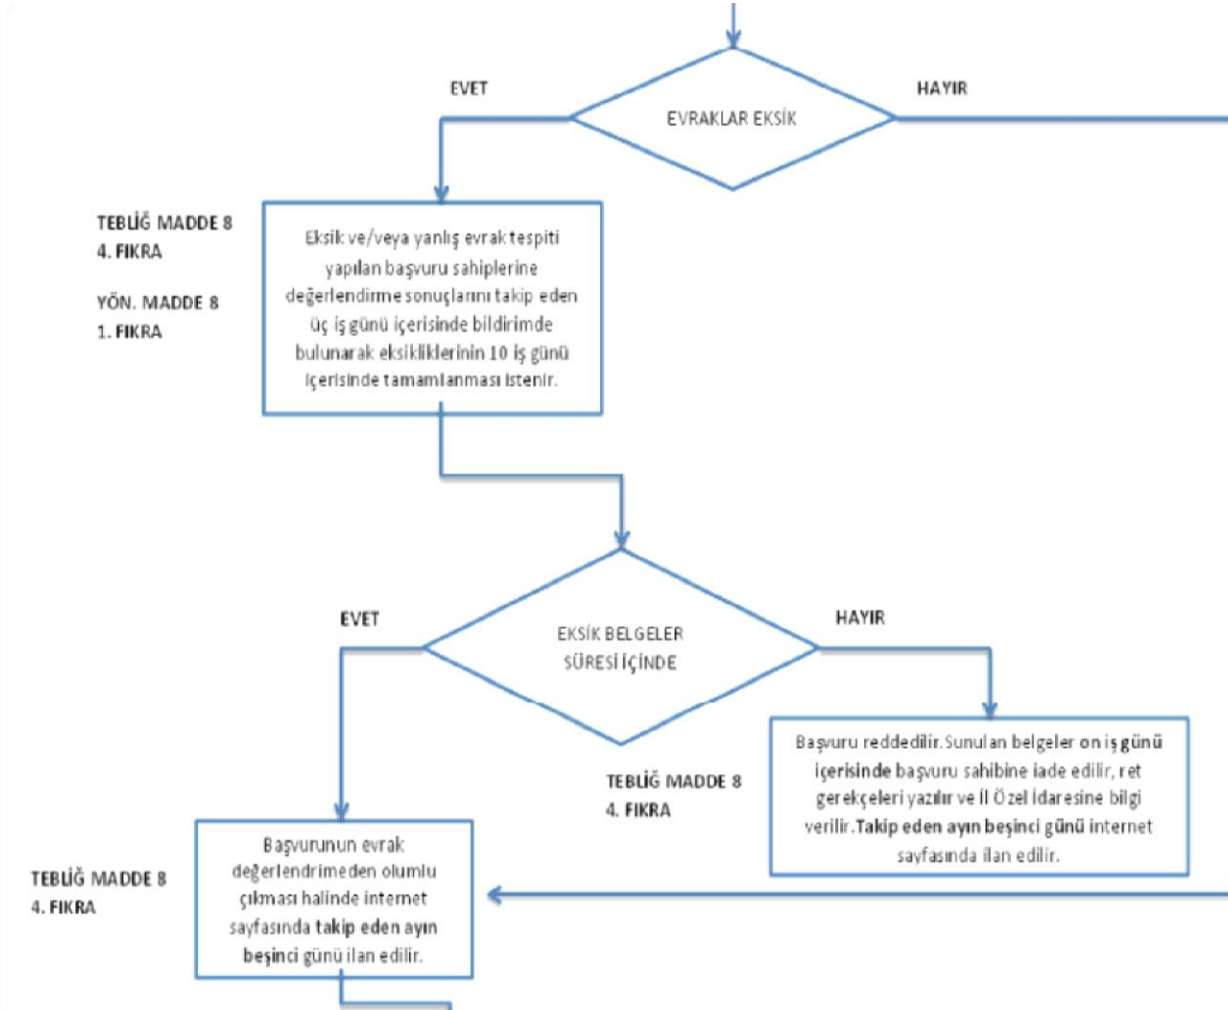 EVET
HAYIR
EVRAKLAR EKSİK
TEBLİĞ MADDE 8
4. FIKRA
YÖN. MADDE 8
1. FIKRA
Eksik ve/veya yanlış evrak tespiti
yapılan başvuru sahiplerine
değerlendirme sonuçlarını takip eden
üç iş günü içerisinde bildirimde
bulunarak eksikliklerinin 10 iş günü
içerisinde tamamlanması istenir.
EVET
HAYIR
EKSİK BELGELER
SÜRESİ İÇİNDE
TEBLİĞ MADDE 8
4. FIKRA
Başvuru reddedilir.Sunulan belgeler on iş günü
içerisinde başvuru sahibine iade edilir, ret
gerekçeleri yazılır ve İl Özel İdaresine bilgi
verilir.Takip eden ayın beşinci günü internet
sayfasında ilan edilir.
TEBLİĞ MADDE 8
4. FIKRA
Başvurunun evrak
değerlendrimeden olumlu
çıkması halinde internet
sayfasında takip eden ayın
beşinci günü ilan edilir.